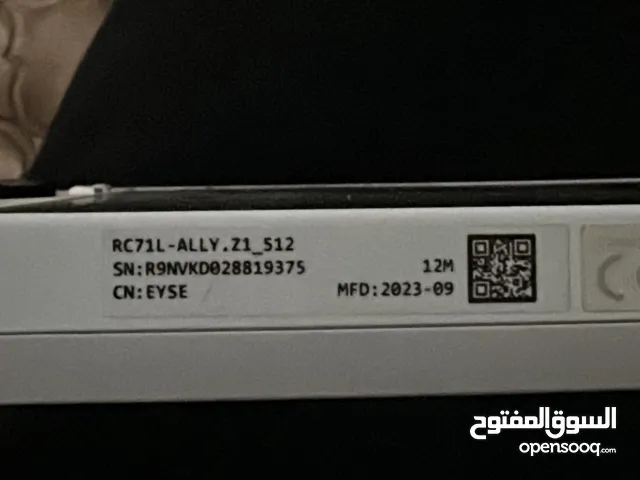 RC71L-ALLY.Z1_512
SN:R9NVKD028819375
12M
CN:EYSE
MFD:2023-09
السوق المفتوح
opensooq.com